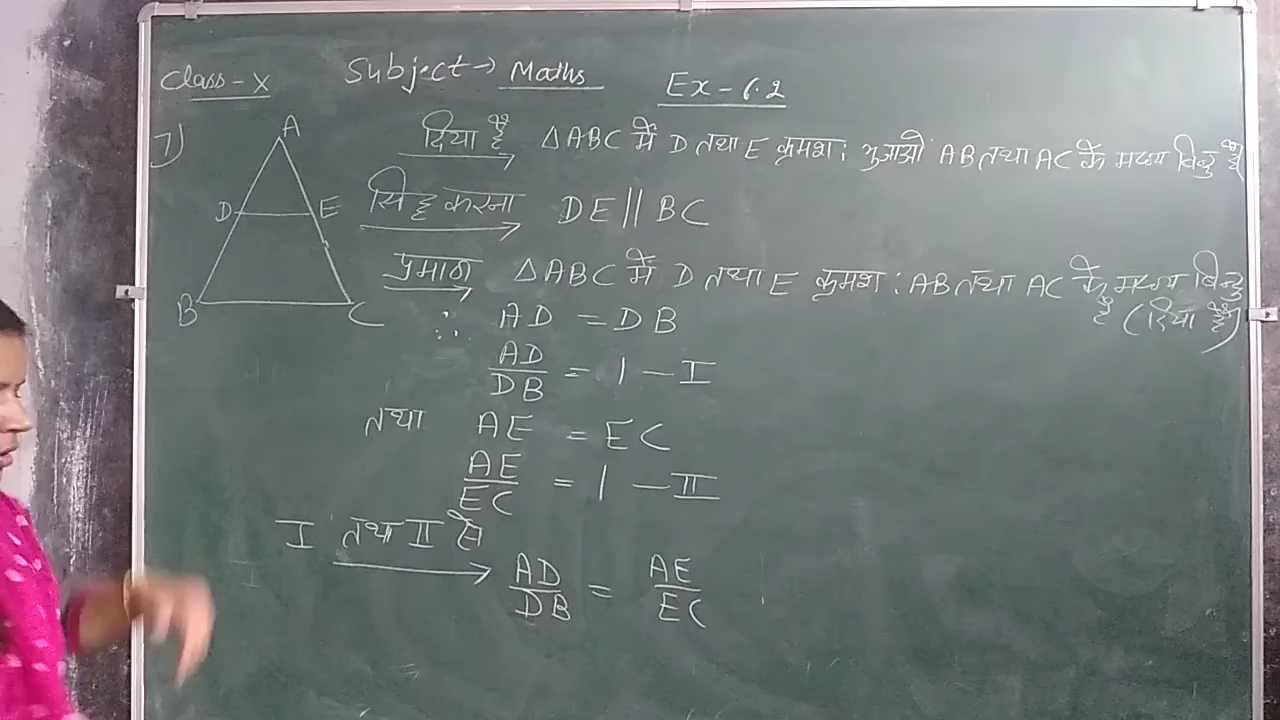 Class-X Subject→ Maths Ex-6.2
7)
A
D E
B C
दिया है △ABC में D तथा E क्रमश: भुजाओं AB तथा AC के मध्य बिन्दु हैं
सिद्ध करना DE||BC
प्रमाण △ABC में D तथा E क्रमश: AB तथा AC के मध्य बिन्दु
हैं (दिया है)
∴ AD = DB
AD/DB = 1 - I
तथा AE = EC
AE/EC = 1 - II
I तथा II से
AD/DB = AE/EC